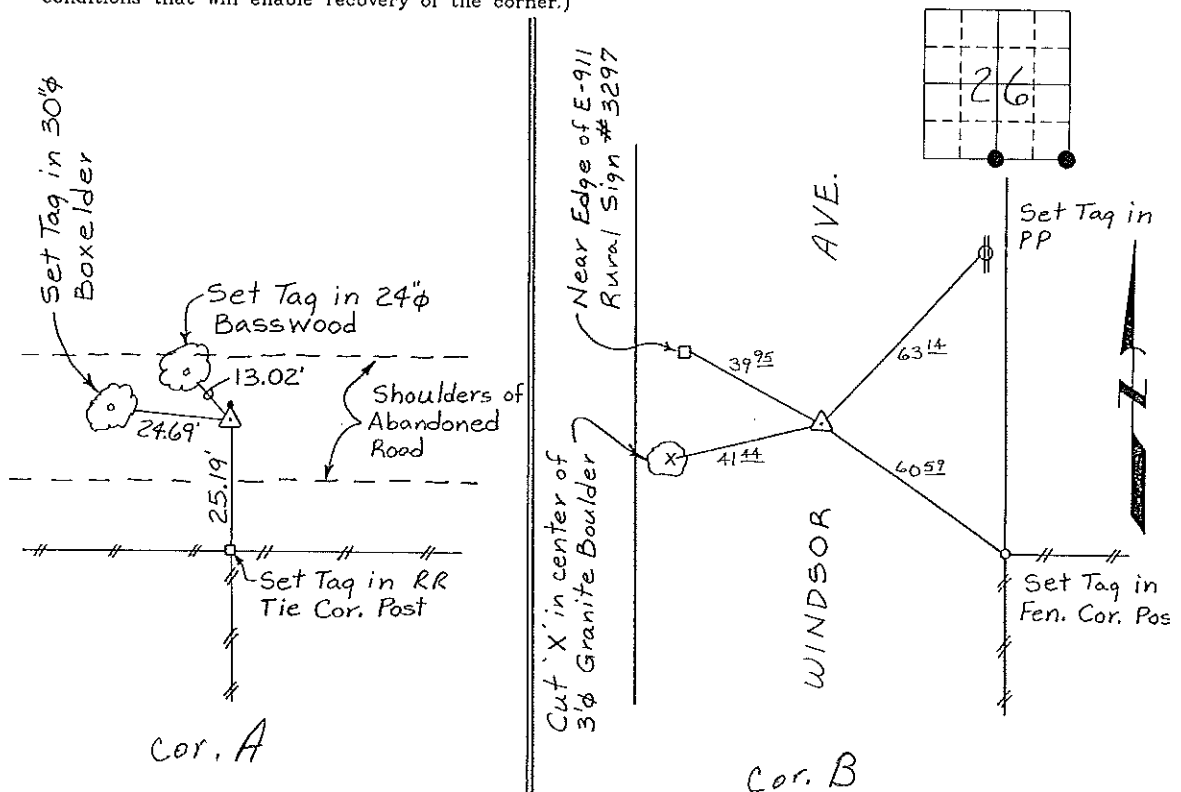 conditions that will enable recovery of the corner.)
Set Tag in 30"φ
Boxelder
Set Tag in 24"φ
Basswood
13.02'
24.69'
25.19'
Shoulders of
Abandoned
Road
Set Tag in RR
Tie Cor. Post
Cor. A
Near Edge of E-911
Rural Sign #3297
26
AVE.
Set Tag in
PP
39 95
63 14
41 44
60 59
N
Cut 'X' in center of
3'φ Granite Boulder
X
WINDSOR
Set Tag in
Fen. Cor. Pos
Cor. B